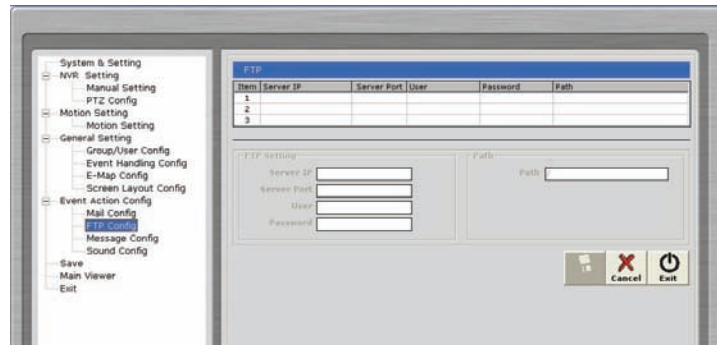 System & Setting
NVR Setting
Manual Setting
PTZ Config
Motion Setting
Motion Setting
General Setting
Group/User Config
Event Handling Config
E-Map Config
Screen Layout Config
Event Action Config
Mail Config
FTP Config
Message Config
Sound Config
Save
Main Viewer
Exit
FTP
Item Server IP Server Port User Password Path
1
2
3
FTP Setting
Server IP
Server Port
User
Password
Path
Path /
Cancel
Exit